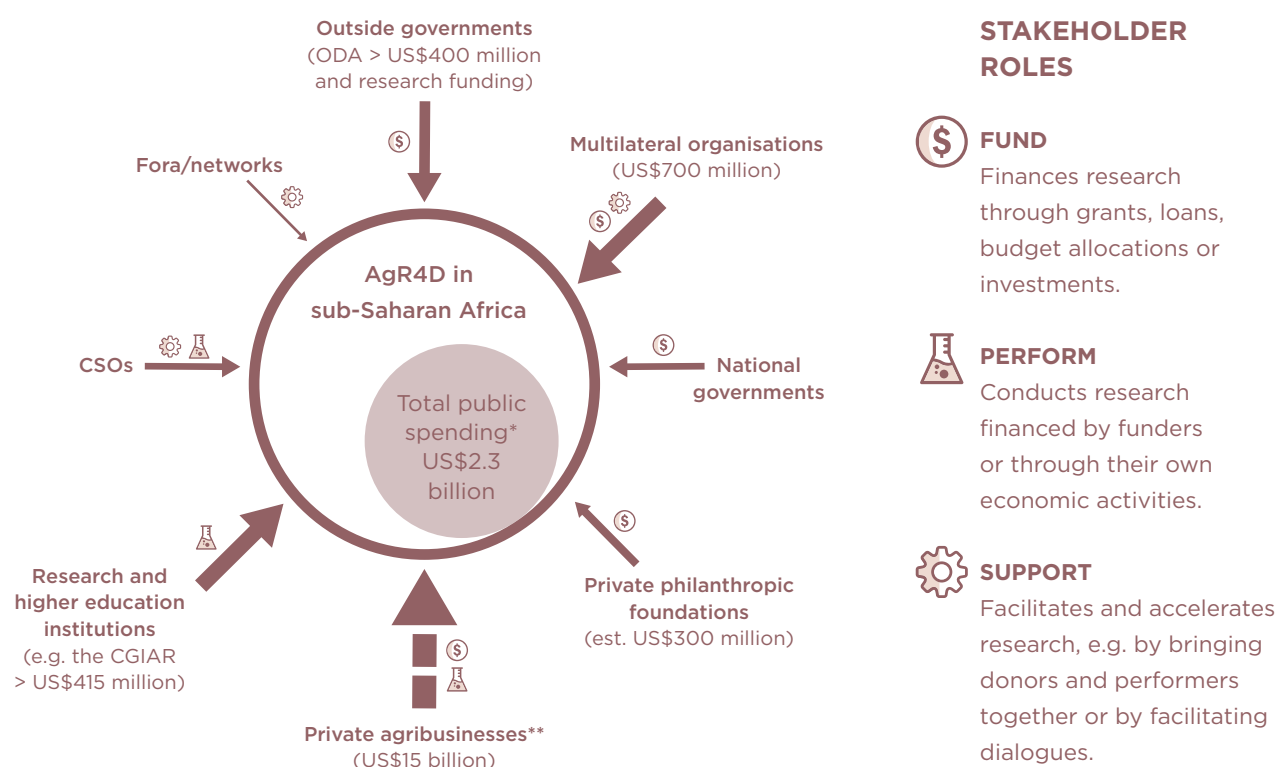 Outside governments
(ODA > US$400 million
and research funding)
Multilateral organisations
(US$700 million)
Fora/networks
AgR4D in
sub-Saharan Africa
CSOs
National
governments
Total public
spending*
US$2.3
billion
Research and
higher education
institutions
(e.g. the CGIAR
> US$415 million)
Private philanthropic
foundations
(est. US$300 million)
Private agribusinesses**
(US$15 billion)
$
$
$
$
$
STAKEHOLDER
ROLES
$
FUND
Finances research
through grants, loans,
budget allocations or
investments.
PERFORM
Conducts research
financed by funders
or through their own
economic activities.
SUPPORT
Facilitates and accelerates
research, e.g. by bringing
donors and performers
together or by facilitating
dialogues.